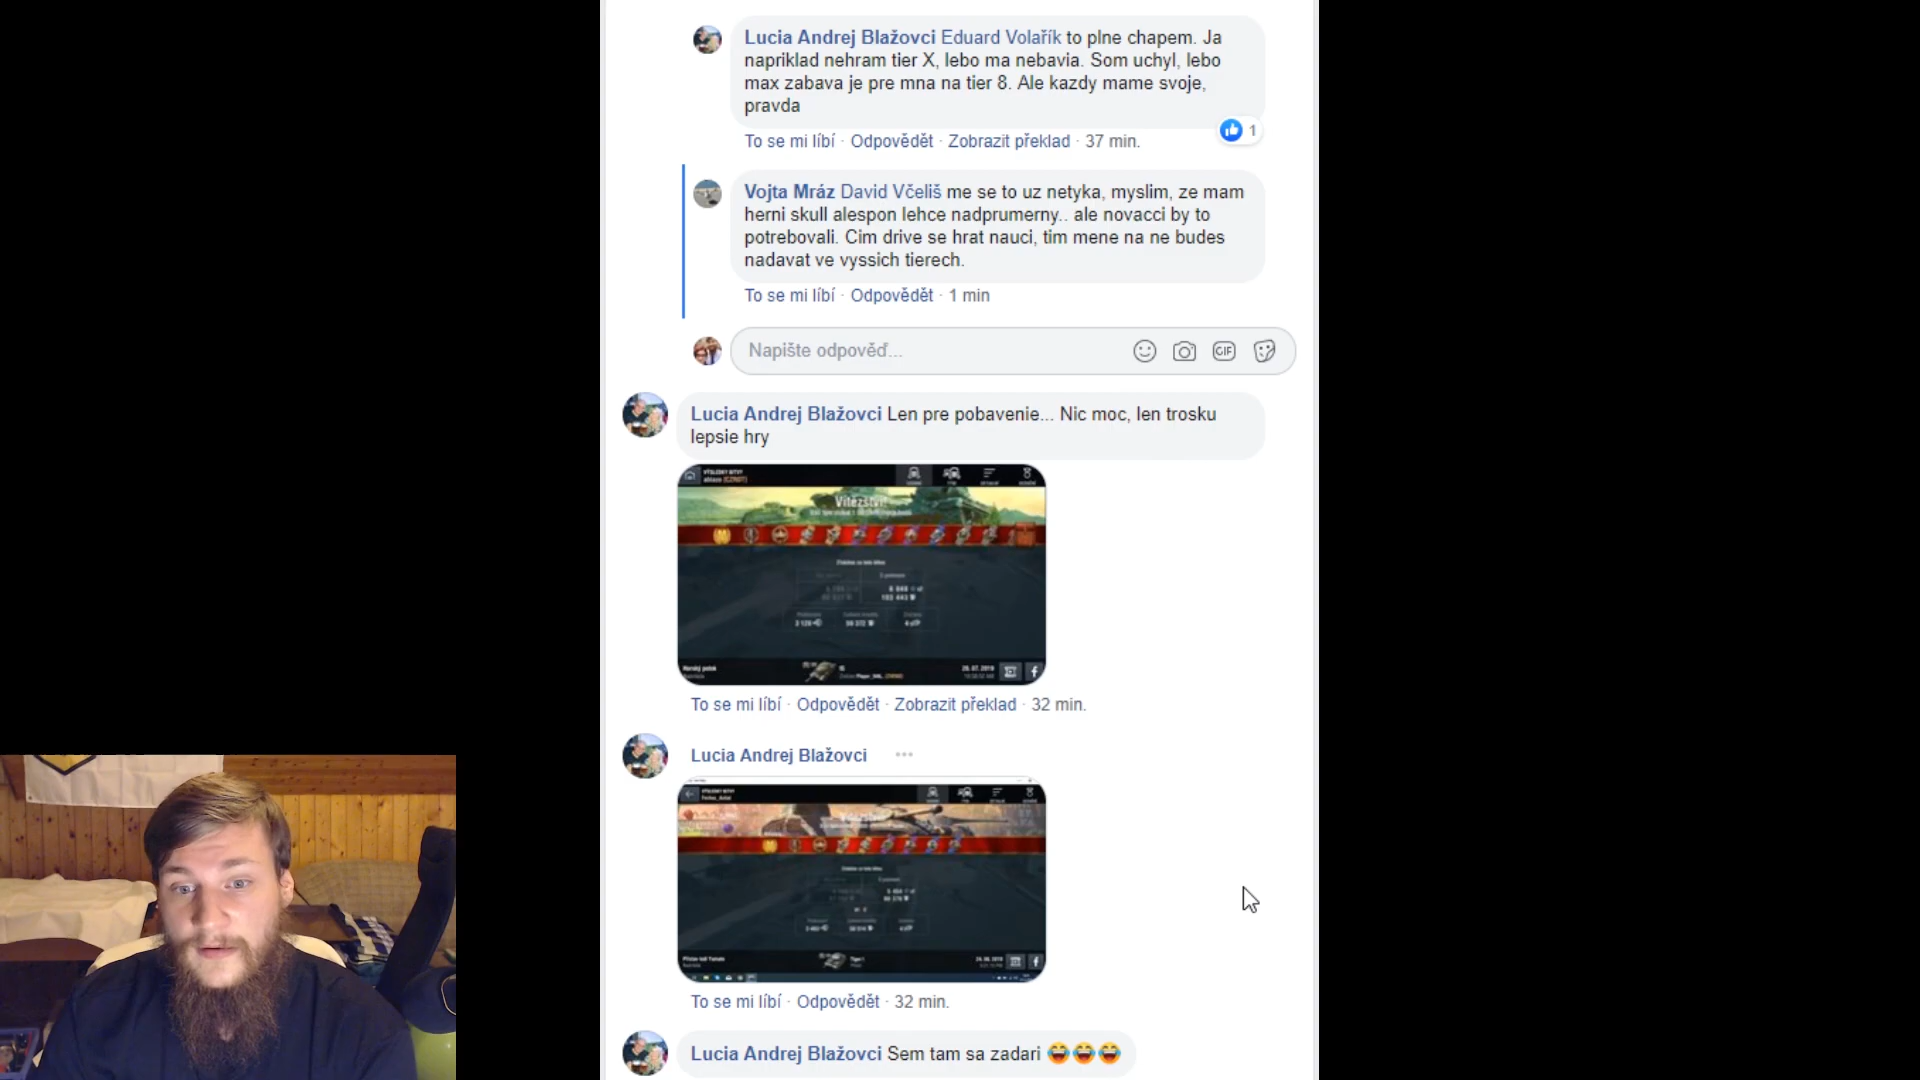 Lucia Andrej Blažovci Eduard Volařík to plne chapem. Ja
napriklad nehram tier X, lebo ma nebavia. Som uchyl, lebo
max zabava je pre mna na tier 8. Ale kazdy mame svoje,
pravda
1
To se mi líbí · Odpovědět · Zobrazit překlad · 37 min.
Vojta Mráz David Včeliš me se to uz netyka, myslim, ze mam
herni skull alespon lehce nadprumerny.. ale novacci by to
potrebovali. Cim drive se hrat nauci, tim mene na ne budes
nadavat ve vyssich tierech.
To se mi líbí · Odpovědět · 1 min
Napište odpověď...
GIF
Lucia Andrej Blažovci Len pre pobavenie... Nic moc, len trosku
lepsie hry
VÝSLEDKY BITVY
Vítězství!
To se mi líbí · Odpovědět · Zobrazit překlad · 32 min.
Lucia Andrej Blažovci
VÝSLEDKY BITVY
Tiger I
To se mi líbí · Odpovědět · 32 min.
Lucia Andrej Blažovci Sem tam sa zadari 😂😂😂